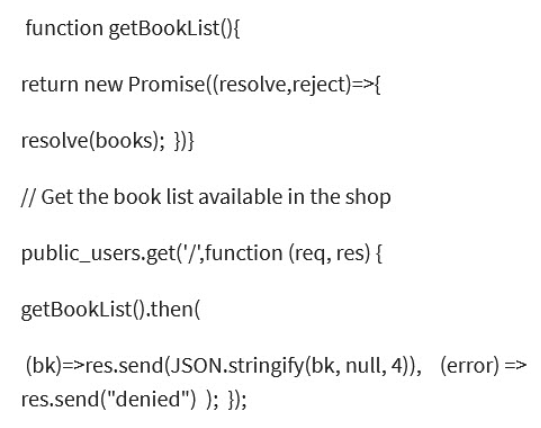 function getBookList(){
return new Promise((resolve,reject)=>{
resolve(books); })}
// Get the book list available in the shop
public_users.get('/',function (req, res) {
getBookList().then(
(bk)=>res.send(JSON.stringify(bk, null, 4)), (error) =>
res.send("denied") ); });